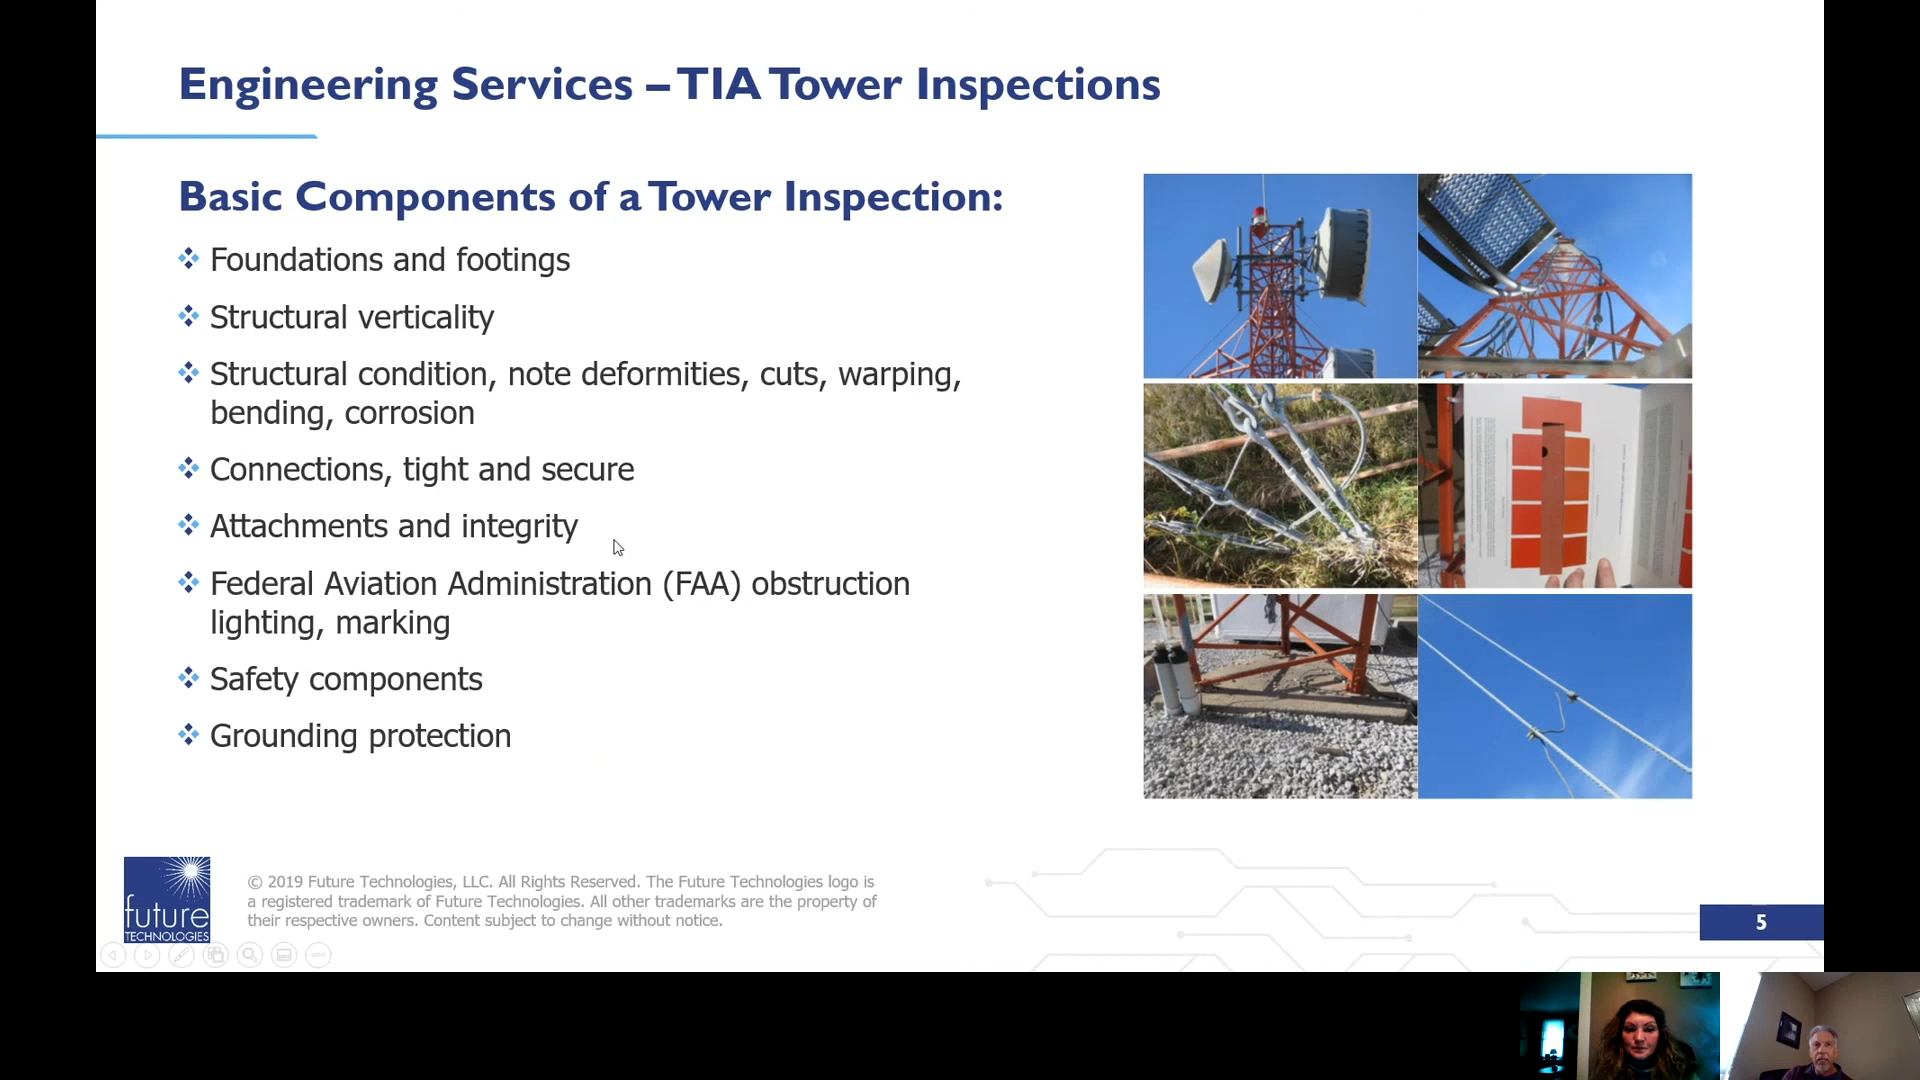 Engineering Services – TIA Tower Inspections
Basic Components of a Tower Inspection:
Foundations and footings
Structural verticality
Structural condition, note deformities, cuts, warping,
bending, corrosion
Connections, tight and secure
Attachments and integrity
Federal Aviation Administration (FAA) obstruction
lighting, marking
Safety components
Grounding protection
future
TECHNOLOGIES
© 2019 Future Technologies, LLC. All Rights Reserved. The Future Technologies logo is
a registered trademark of Future Technologies. All other trademarks are the property of
their respective owners. Content subject to change without notice.
5